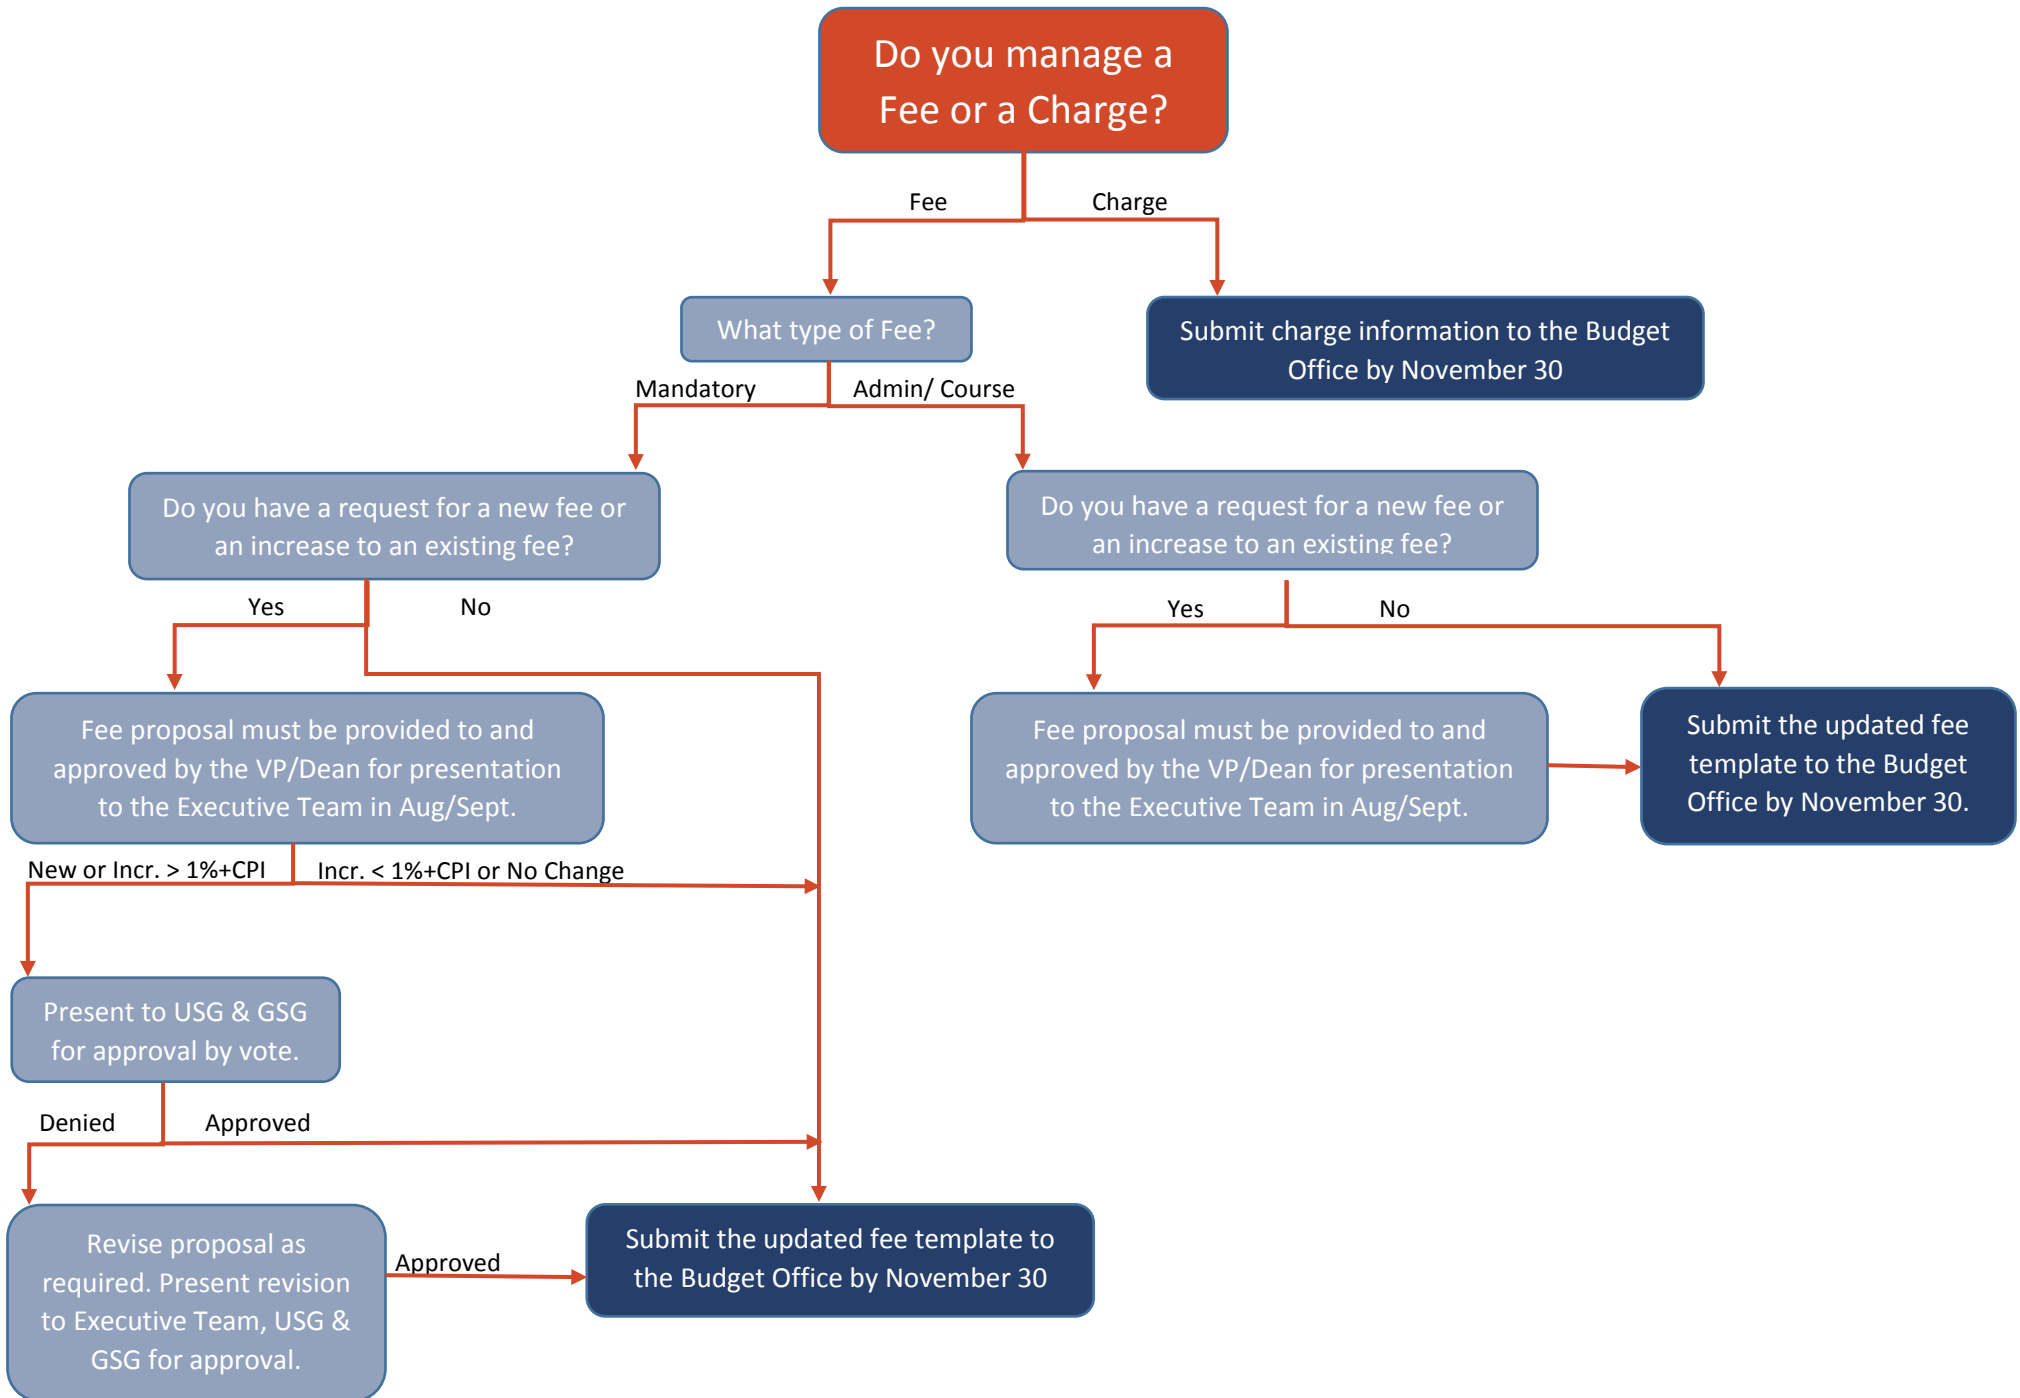 Do you manage a
Fee or a Charge?
Fee
Charge
What type of Fee?
Submit charge information to the Budget
Office by November 30
Mandatory
Admin/ Course
Do you have a request for a new fee or
an increase to an existing fee?
Do you have a request for a new fee or
an increase to an existing fee?
Yes
No
Yes
No
Fee proposal must be provided to and
approved by the VP/Dean for presentation
to the Executive Team in Aug/Sept.
Fee proposal must be provided to and
approved by the VP/Dean for presentation
to the Executive Team in Aug/Sept.
Submit the updated fee
template to the Budget
Office by November 30.
New or Incr. > 1%+CPI
Incr. < 1%+CPI or No Change
Present to USG & GSG
for approval by vote.
Denied
Approved
Revise proposal as
required. Present revision
to Executive Team, USG &
GSG for approval.
Approved
Submit the updated fee template to
the Budget Office by November 30